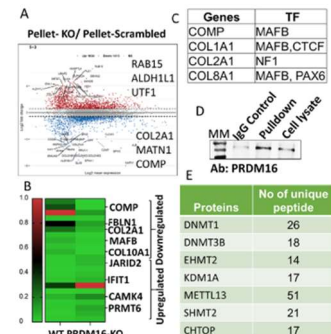 A
Pellet- KO/ Pellet-Scrambled
RAB15
ALDH1L1
UTF1
COL2A1
MATN1
COMP
B
1.0
0.8
0.6
0.4
0.2
0.0
COMP
FBLN1
COL2A1
MAFB
COL10A1
JARID2
IFIT1
CAMK4
PRMT6
Upregulated Downregulated
WT PRDM16-KO
C
Genes TF
COMP MAFB
COL1A1 MAFB,CTCF
COL2A1 NF1
COL8A1 MAFB, PAX6
D
MM IgG Control Pulldown Cell lysate
Ab: PRDM16
E
Proteins No of unique peptide
DNMT1 26
DNMT3B 18
EHMT2 14
KDM1A 17
METTL13 51
SHMT2 21
CHTOP 17